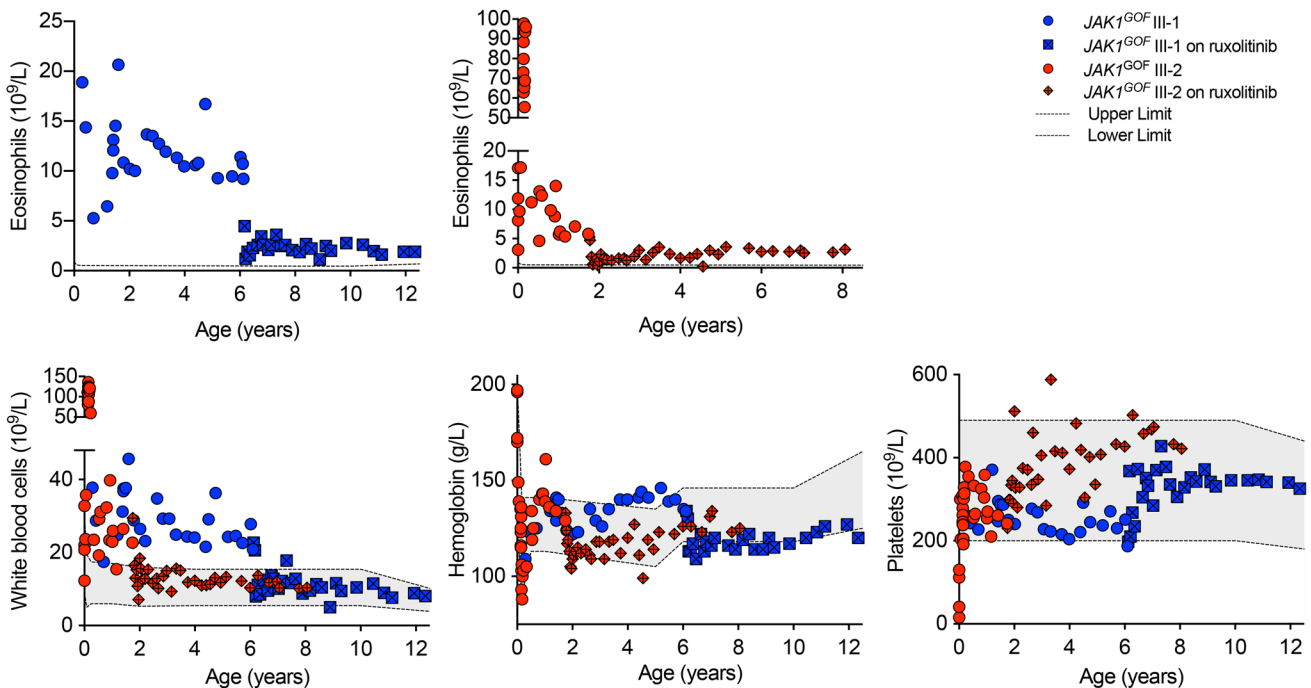 Eosinophils (10⁹/L)
25
20
15
10
5
0
0 2 4 6 8 10 12
Age (years)
Eosinophils (10⁹/L)
100
90
80
70
60
50
20
15
10
5
0
0 2 4 6 8
Age (years)
JAK1ᴳᴼᶠ III-1
JAK1ᴳᴼᶠ III-1 on ruxolitinib
JAK1ᴳᴼᶠ III-2
JAK1ᴳᴼᶠ III-2 on ruxolitinib
Upper Limit
Lower Limit
White blood cells (10⁹/L)
150
100
50
40
20
0
0 2 4 6 8 10 12
Age (years)
Hemoglobin (g/L)
200
150
100
0 2 4 6 8 10 12
Age (years)
Platelets (10⁹/L)
600
400
200
0
0 2 4 6 8 10 12
Age (years)